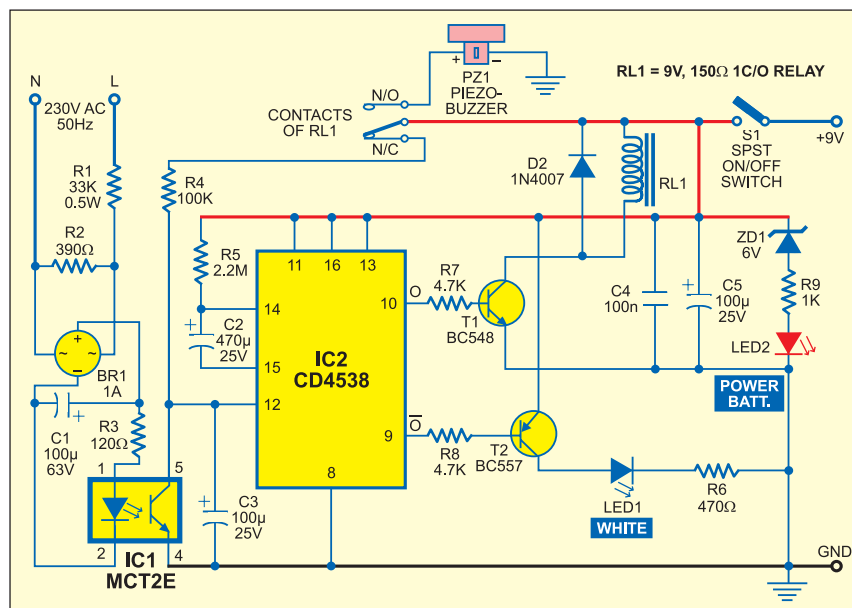 N
L
230V AC
50Hz
R1
33K
0.5W
R2
390Ω
~
+
~
–
BR1
1A
C1
100µ
63V
+
R3
120Ω
1
5
2
4
IC1
MCT2E
R4
100K
CONTACTS
OF RL1
N/O
N/C
+
–
PZ1
PIEZO-
BUZZER
RL1 = 9V, 150Ω 1C/O RELAY
S1
SPST
ON/OFF
SWITCH
+9V
D2
1N4007
RL1
R5
2.2M
+
C2
470µ
25V
11
16
13
14
15
12
10
9
8
IC2
CD4538
O
O
R7
4.7K
T1
BC548
R8
4.7K
T2
BC557
+
C3
100µ
25V
C4
100n
+
C5
100µ
25V
ZD1
6V
R9
1K
LED2
POWER
BATT.
LED1
WHITE
R6
470Ω
GND